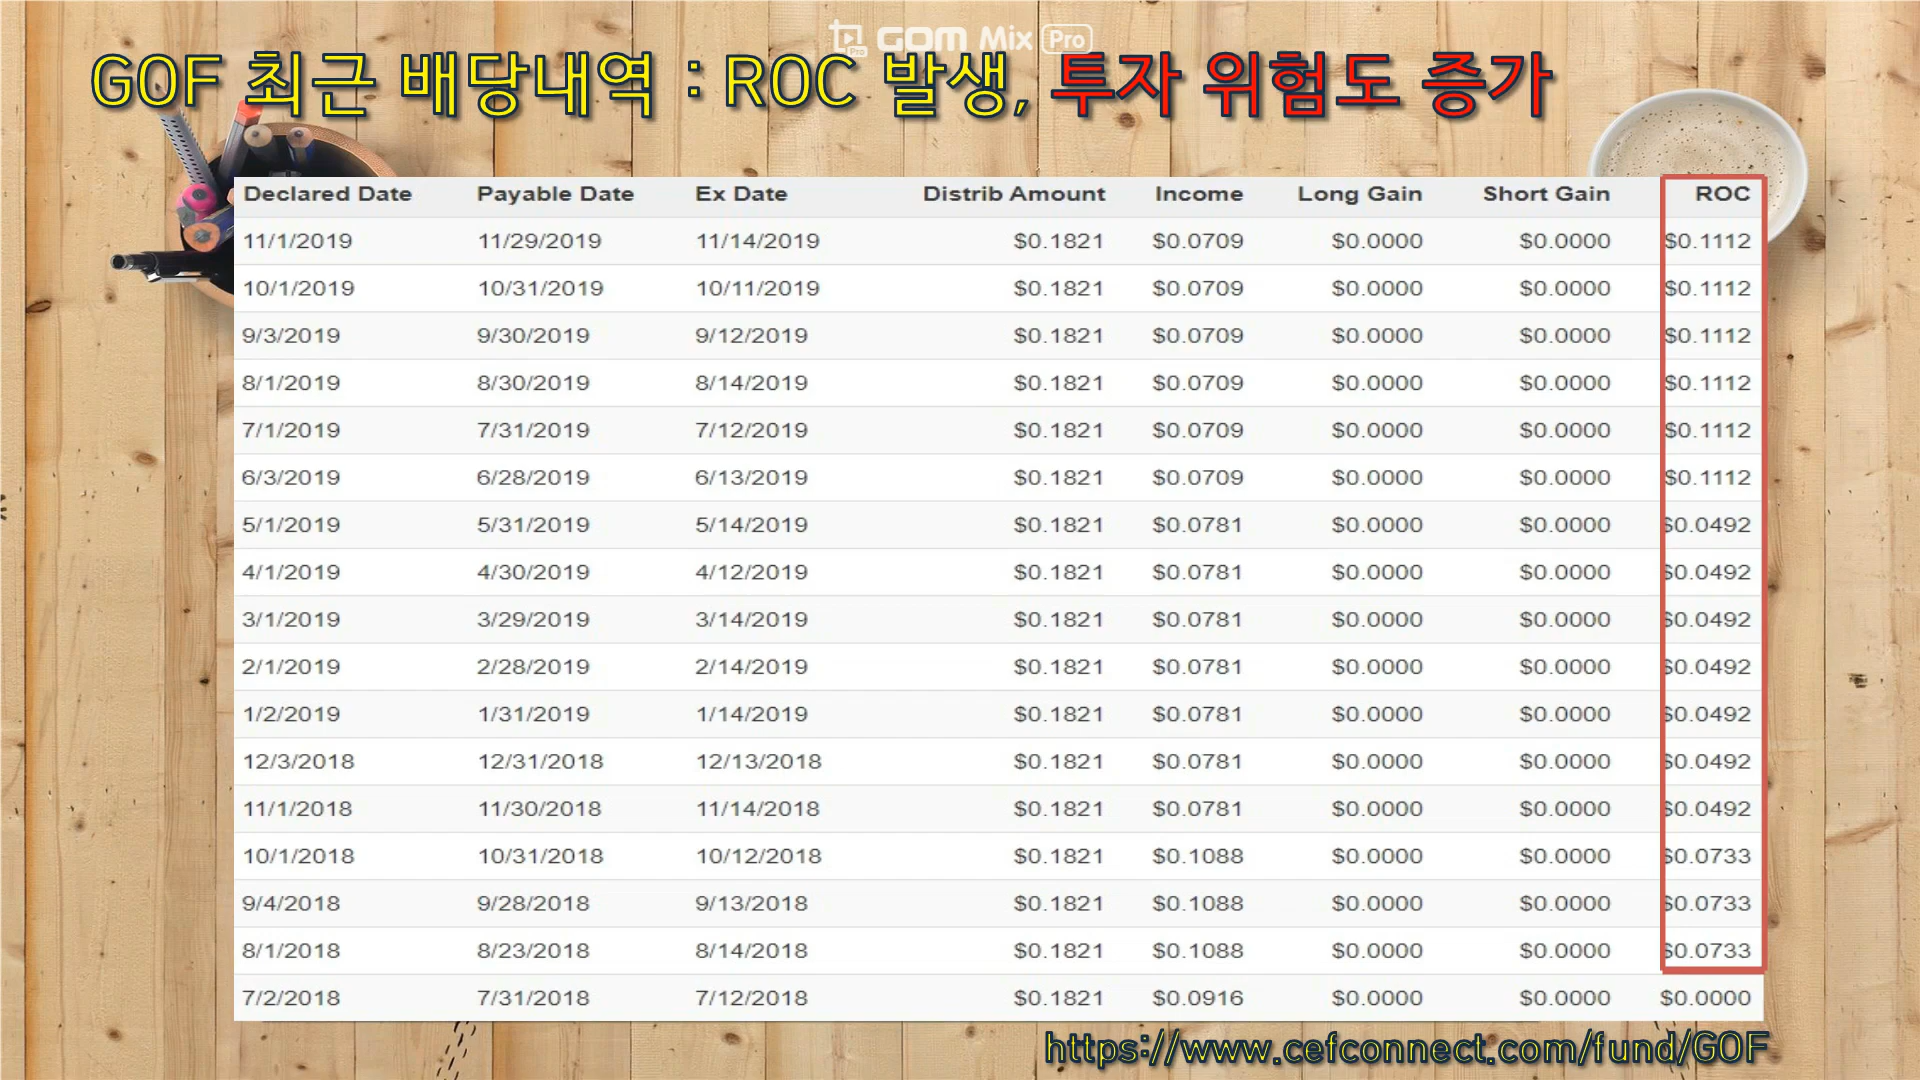 GOM Mix Pro
GOF 최근 배당내역 : ROC 발생, 투자 위험도 증가
Declared Date Payable Date Ex Date Distrib Amount Income Long Gain Short Gain ROC
11/1/2019 11/29/2019 11/14/2019 $0.1821 $0.0709 $0.0000 $0.0000 $0.1112
10/1/2019 10/31/2019 10/11/2019 $0.1821 $0.0709 $0.0000 $0.0000 $0.1112
9/3/2019 9/30/2019 9/12/2019 $0.1821 $0.0709 $0.0000 $0.0000 $0.1112
8/1/2019 8/30/2019 8/14/2019 $0.1821 $0.0709 $0.0000 $0.0000 $0.1112
7/1/2019 7/31/2019 7/12/2019 $0.1821 $0.0709 $0.0000 $0.0000 $0.1112
6/3/2019 6/28/2019 6/13/2019 $0.1821 $0.0709 $0.0000 $0.0000 $0.1112
5/1/2019 5/31/2019 5/14/2019 $0.1821 $0.0781 $0.0000 $0.0000 $0.0492
4/1/2019 4/30/2019 4/12/2019 $0.1821 $0.0781 $0.0000 $0.0000 $0.0492
3/1/2019 3/29/2019 3/14/2019 $0.1821 $0.0781 $0.0000 $0.0000 $0.0492
2/1/2019 2/28/2019 2/14/2019 $0.1821 $0.0781 $0.0000 $0.0000 $0.0492
1/2/2019 1/31/2019 1/14/2019 $0.1821 $0.0781 $0.0000 $0.0000 $0.0492
12/3/2018 12/31/2018 12/13/2018 $0.1821 $0.0781 $0.0000 $0.0000 $0.0492
11/1/2018 11/30/2018 11/14/2018 $0.1821 $0.0781 $0.0000 $0.0000 $0.0492
10/1/2018 10/31/2018 10/12/2018 $0.1821 $0.1088 $0.0000 $0.0000 $0.0733
9/4/2018 9/28/2018 9/13/2018 $0.1821 $0.1088 $0.0000 $0.0000 $0.0733
8/1/2018 8/23/2018 8/14/2018 $0.1821 $0.1088 $0.0000 $0.0000 $0.0733
7/2/2018 7/31/2018 7/12/2018 $0.1821 $0.0916 $0.0000 $0.0000 $0.0000
https://www.cefconnect.com/fund/GOF